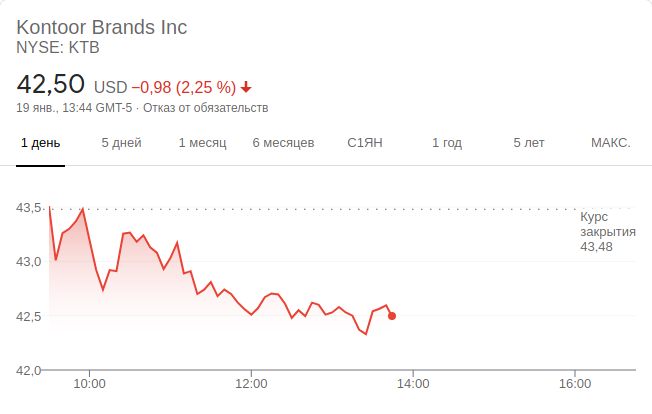 Kontoor Brands Inc
NYSE: KTB
42,50 USD −0,98 (2,25 %)
19 янв., 13:44 GMT-5 · Отказ от обязательств
1 день 5 дней 1 месяц 6 месяцев С1ЯН 1 год 5 лет МАКС.
43,5
Курс
закрытия
43,48
43,0
42,5
42,0
10:00 12:00 14:00 16:00